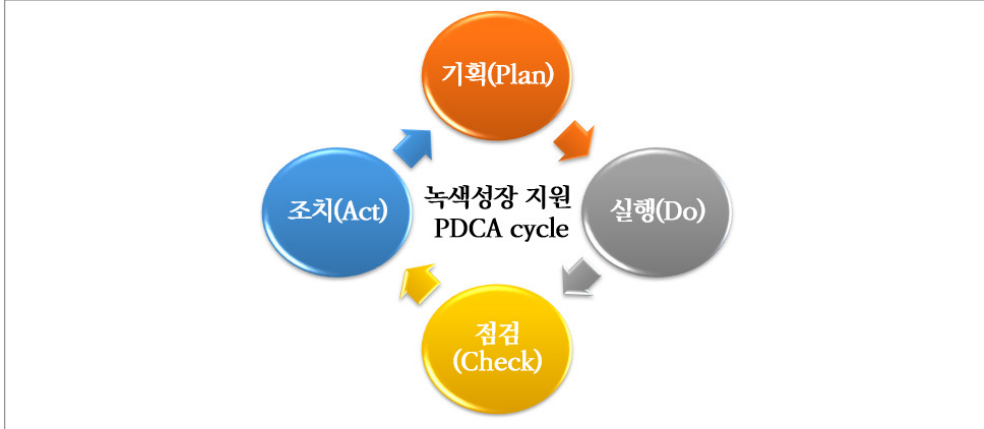 기획(Plan)
조치(Act)
녹색성장 지원
PDCA cycle
실행(Do)
점검
(Check)